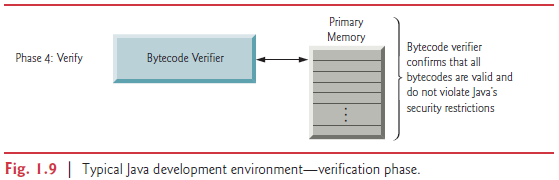 Primary
Memory
Phase 4: Verify
Bytecode Verifier
Bytecode verifier
confirms that all
bytecodes are valid and
do not violate Java’s
security restrictions
...
Fig. 1.9 | Typical Java development environment—verification phase.